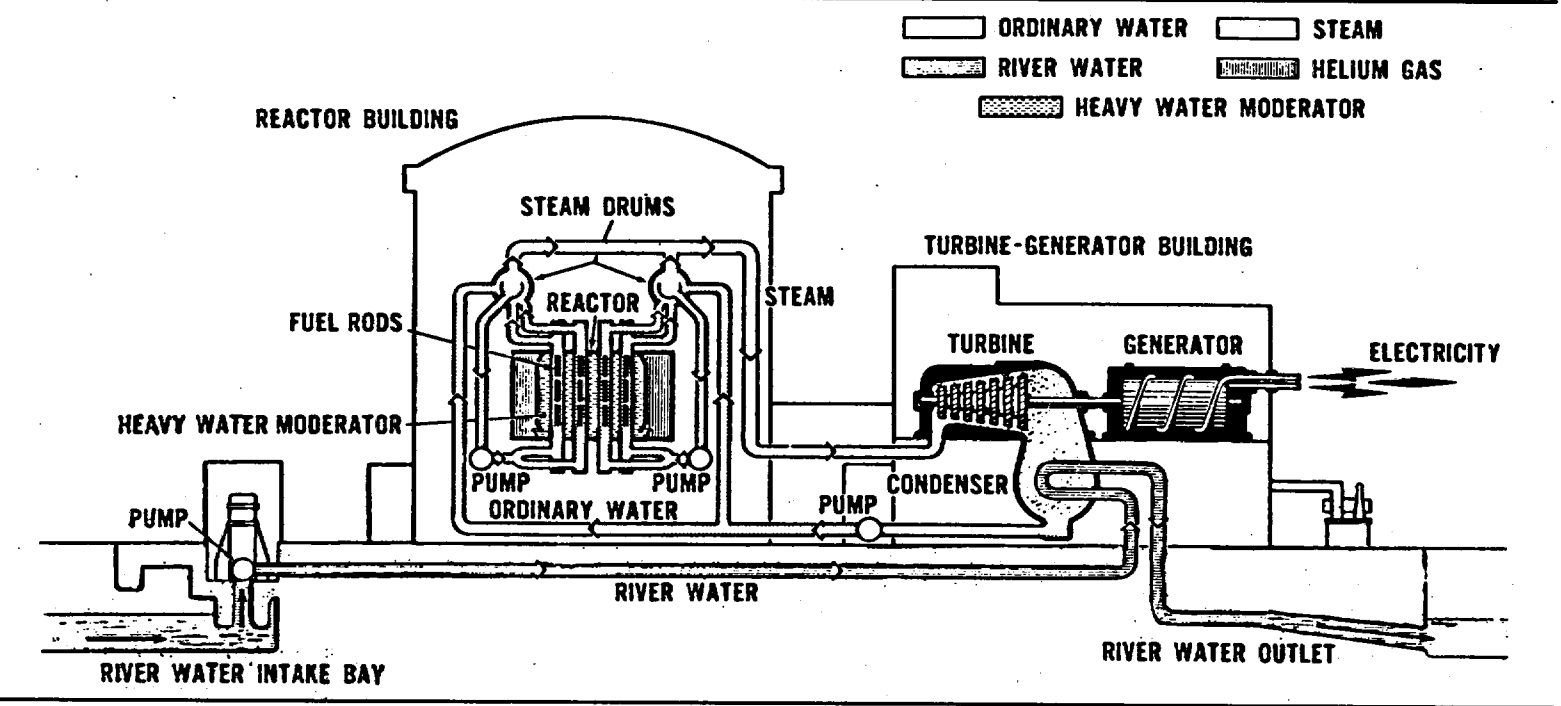 ORDINARY WATER
STEAM
RIVER WATER
HELIUM GAS
HEAVY WATER MODERATOR
REACTOR BUILDING
STEAM DRUMS
TURBINE-GENERATOR BUILDING
STEAM
REACTOR
FUEL RODS
TURBINE
GENERATOR
ELECTRICITY
HEAVY WATER MODERATOR
PUMP
PUMP
CONDENSER
ORDINARY WATER
PUMP
PUMP
RIVER WATER
RIVER WATER OUTLET
RIVER WATER INTAKE BAY